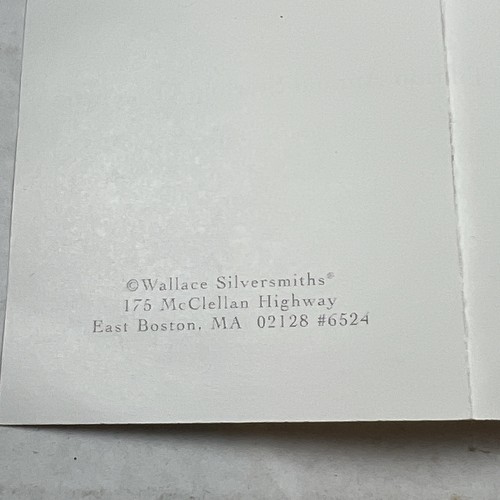 ©Wallace Silversmiths®
175 McClellan Highway
East Boston, MA 02128 #6524